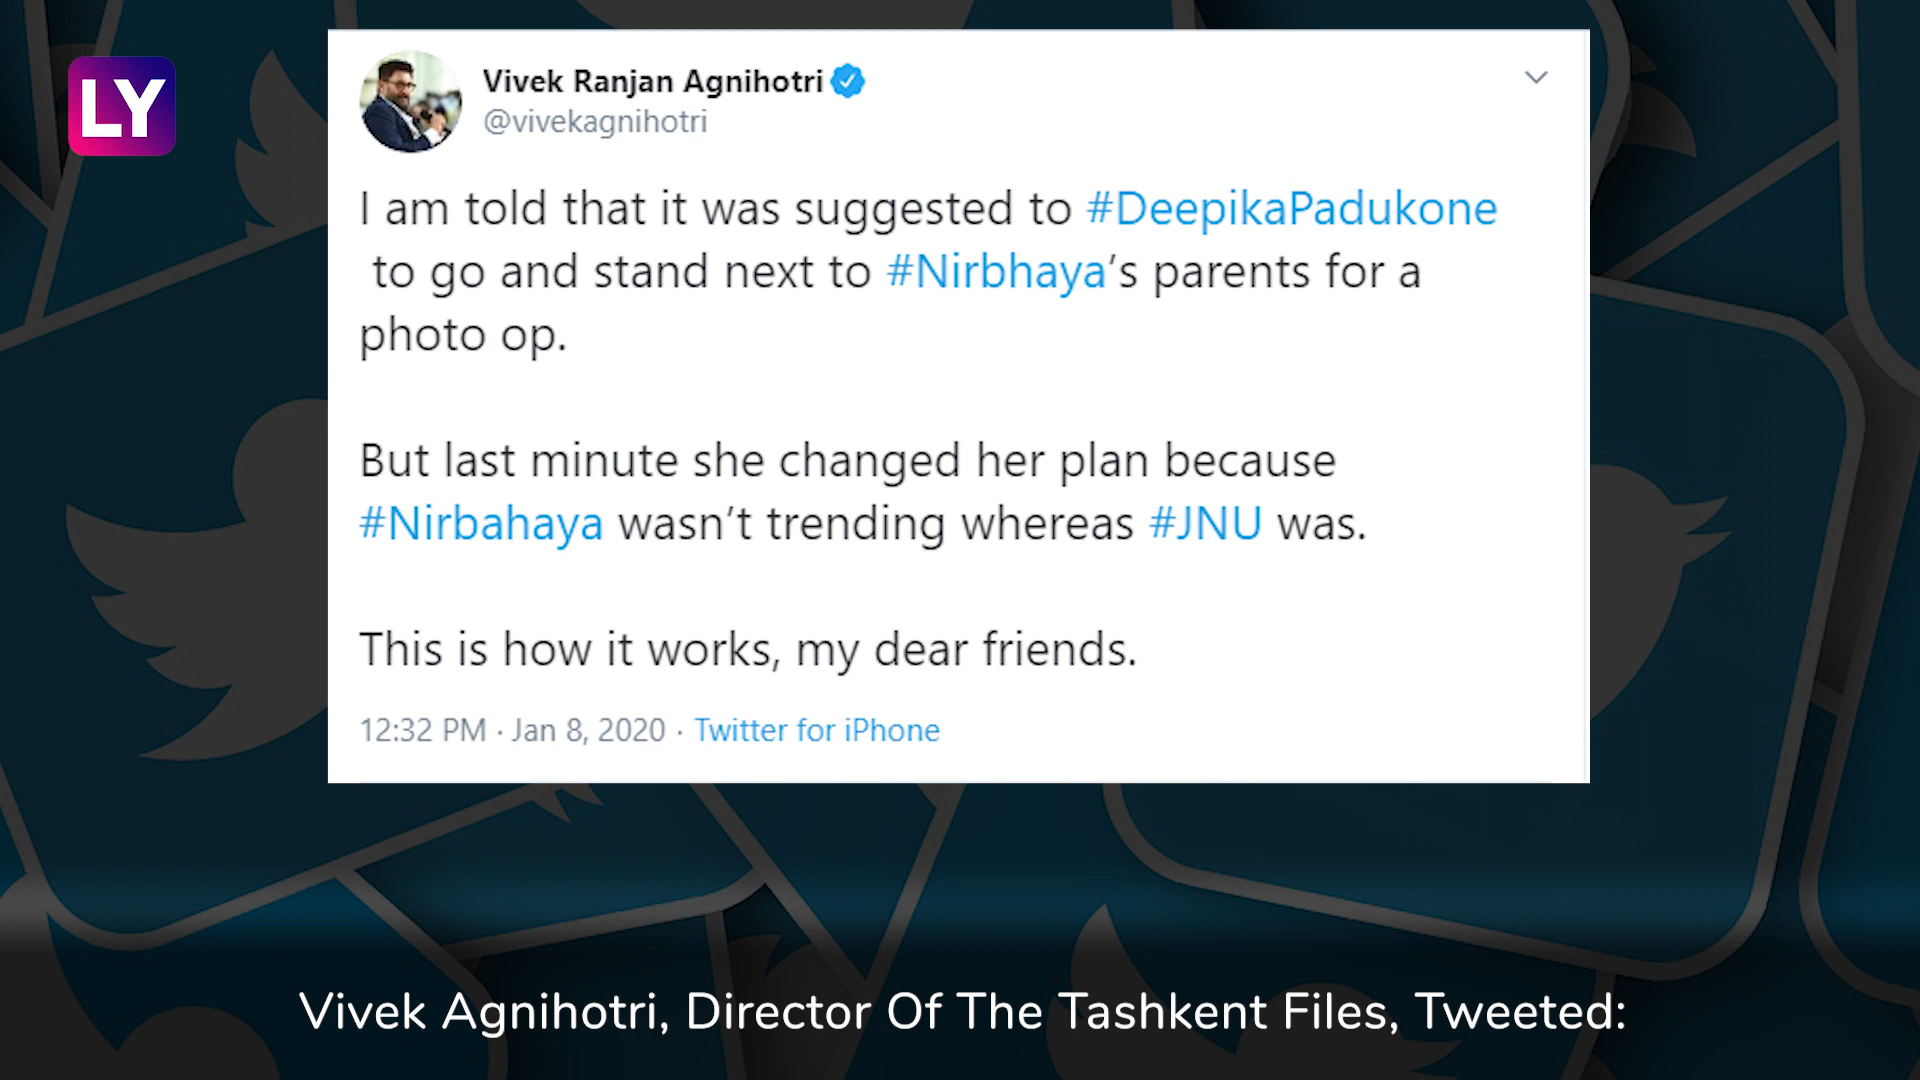 LY
Vivek Ranjan Agnihotri
@vivekagnihotri
I am told that it was suggested to #DeepikaPadukone
to go and stand next to #Nirbhaya’s parents for a
photo op.
But last minute she changed her plan because
#Nirbahaya wasn’t trending whereas #JNU was.
This is how it works, my dear friends.
12:32 PM · Jan 8, 2020 · Twitter for iPhone
Vivek Agnihotri, Director Of The Tashkent Files, Tweeted: